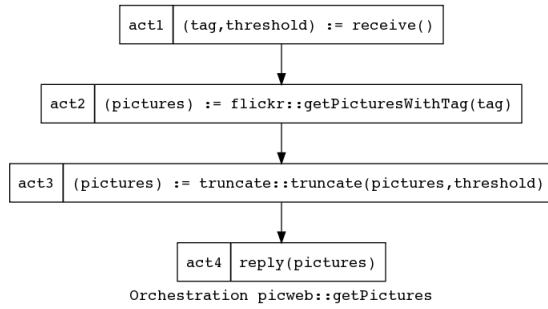 act1 (tag,threshold) := receive()
act2 (pictures) := flickr::getPicturesWithTag(tag)
act3 (pictures) := truncate::truncate(pictures,threshold)
act4 reply(pictures)
Orchestration picweb::getPictures